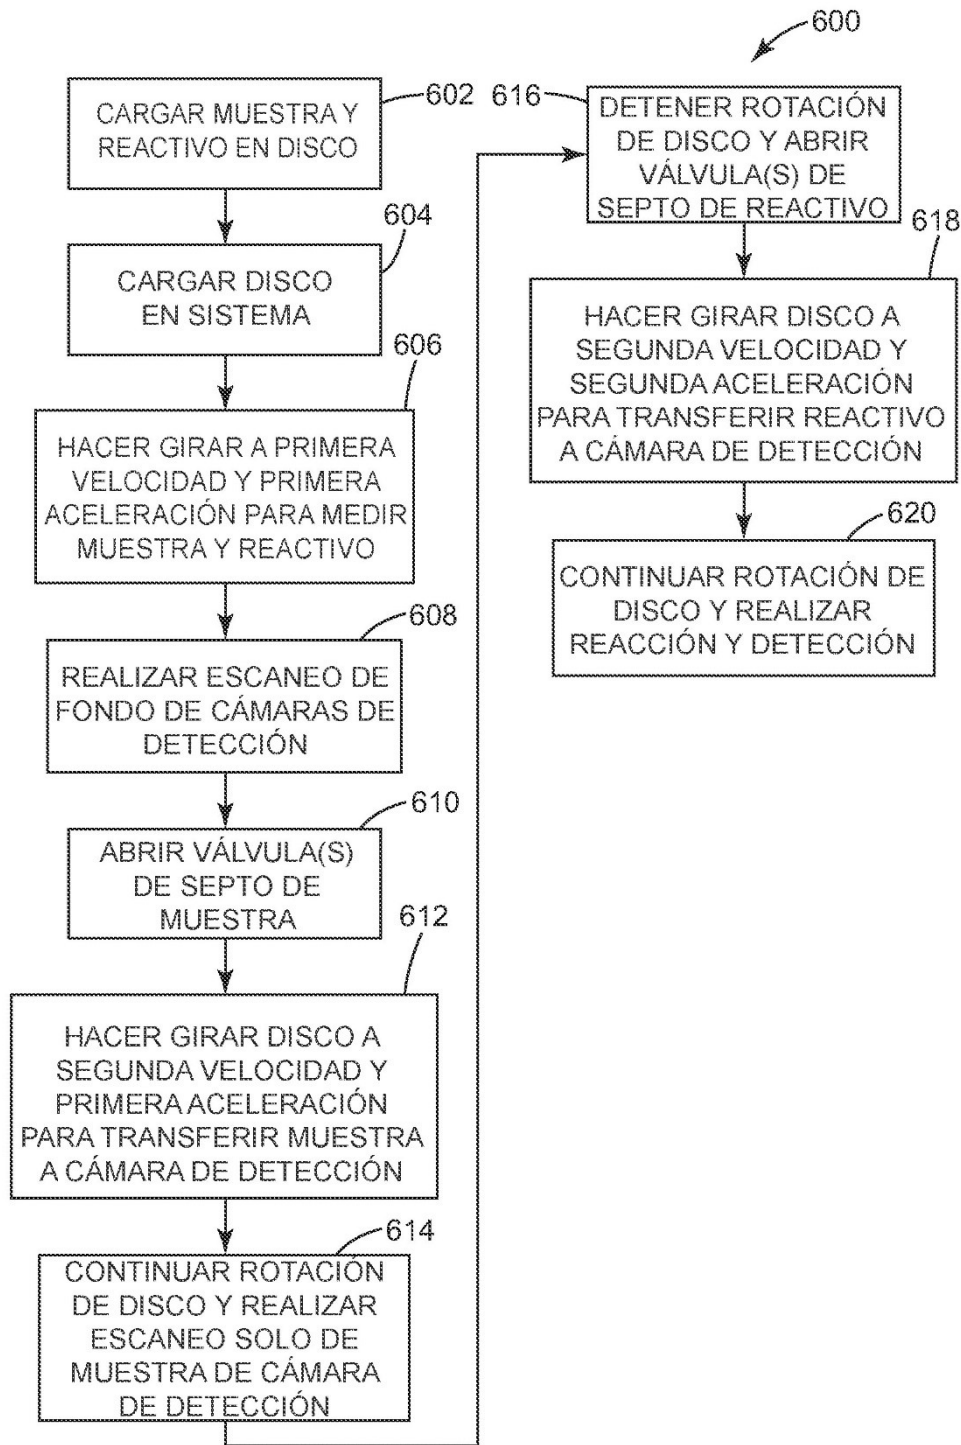 600
602
CARGAR MUESTRA Y
REACTIVO EN DISCO
604
CARGAR DISCO
EN SISTEMA
606
HACER GIRAR A PRIMERA
VELOCIDAD Y PRIMERA
ACELERACIÓN PARA MEDIR
MUESTRA Y REACTIVO
608
REALIZAR ESCANEO DE
FONDO DE CÁMARAS DE
DETECCIÓN
610
ABRIR VÁLVULA(S)
DE SEPTO DE
MUESTRA
612
HACER GIRAR DISCO A
SEGUNDA VELOCIDAD Y
PRIMERA ACELERACIÓN
PARA TRANSFERIR MUESTRA
A CÁMARA DE DETECCIÓN
614
CONTINUAR ROTACIÓN
DE DISCO Y REALIZAR
ESCANEO SOLO DE
MUESTRA DE CÁMARA
DE DETECCIÓN
616
DETENER ROTACIÓN
DE DISCO Y ABRIR
VÁLVULA(S) DE
SEPTO DE REACTIVO
618
HACER GIRAR DISCO A
SEGUNDA VELOCIDAD Y
SEGUNDA ACELERACIÓN
PARA TRANSFERIR REACTIVO
A CÁMARA DE DETECCIÓN
620
CONTINUAR ROTACIÓN DE
DISCO Y REALIZAR
REACCIÓN Y DETECCIÓN